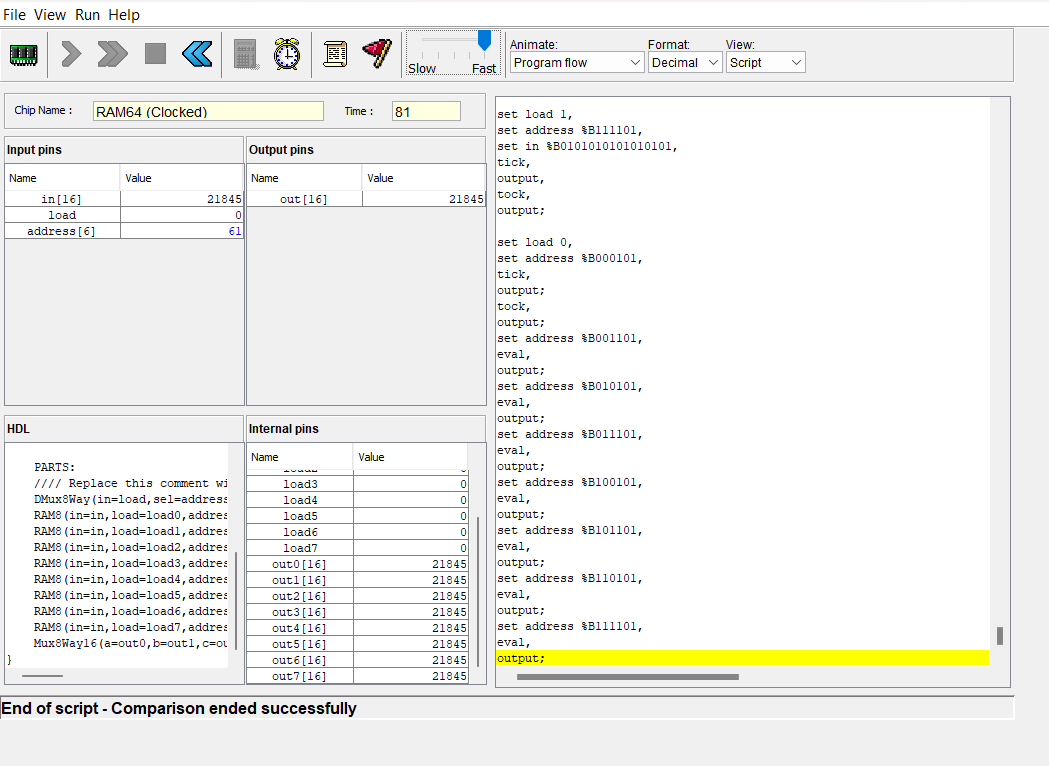 File View Run Help
Slow Fast
Animate: Format: View:
Program flow Decimal Script
Chip Name : RAM64 (Clocked) Time : 81
Input pins
Name Value
in[16] 21845
load 0
address[6] 61
Output pins
Name Value
out[16] 21845
HDL
PARTS:
//// Replace this comment wi
DMux8Way(in=load,sel=address
RAM8(in=in,load=load0,addres
RAM8(in=in,load=load1,addres
RAM8(in=in,load=load2,addres
RAM8(in=in,load=load3,addres
RAM8(in=in,load=load4,addres
RAM8(in=in,load=load5,addres
RAM8(in=in,load=load6,addres
RAM8(in=in,load=load7,addres
Mux8Way16(a=out0,b=out1,c=ou
}
Internal pins
Name Value
load3 0
load4 0
load5 0
load6 0
load7 0
out0[16] 21845
out1[16] 21845
out2[16] 21845
out3[16] 21845
out4[16] 21845
out5[16] 21845
out6[16] 21845
out7[16] 21845
set load 1,
set address %B111101,
set in %B0101010101010101,
tick,
output,
tock,
output;
set load 0,
set address %B000101,
tick,
output;
tock,
output;
set address %B001101,
eval,
output;
set address %B010101,
eval,
output;
set address %B011101,
eval,
output;
set address %B100101,
eval,
output;
set address %B101101,
eval,
output;
set address %B110101,
eval,
output;
set address %B111101,
eval,
output;
End of script - Comparison ended successfully